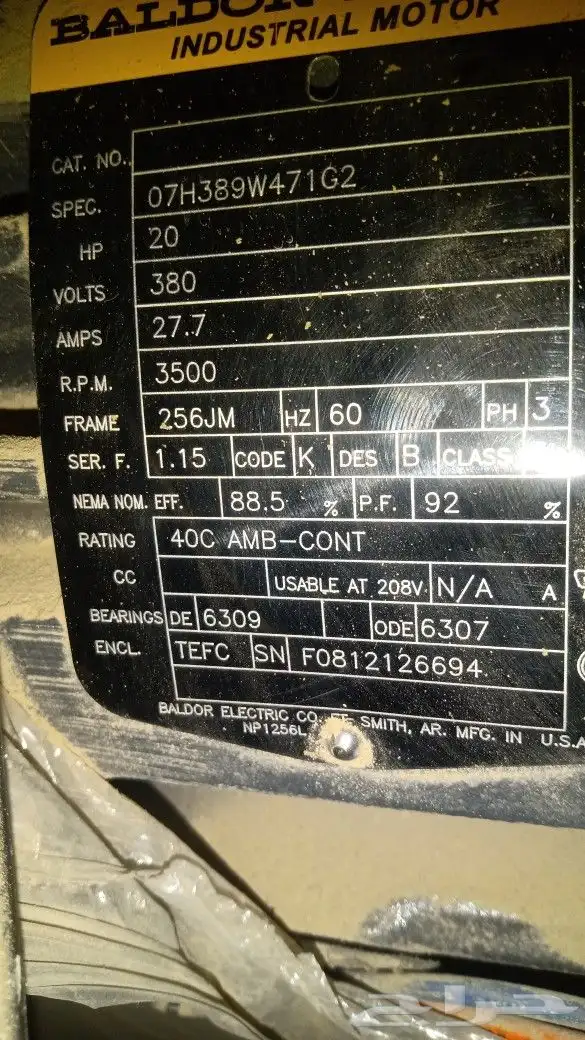 BALDOR
INDUSTRIAL MOTOR
CAT. NO.
SPEC. 07H389W471G2
HP 20
VOLTS 380
AMPS 27.7
R.P.M. 3500
FRAME 256JM HZ 60 PH 3
SER. F. 1.15 CODE K DES B CLASS
NEMA NOM. EFF. 88.5 % P.F. 92 %
RATING 40C AMB-CONT
CC USABLE AT 208V. N/A A
BEARINGS DE 6309 ODE 6307
ENCL. TEFC SN F0812126694
BALDOR ELECTRIC CO. FT. SMITH, AR. MFG. IN U.S.A
NP1256L
حراج